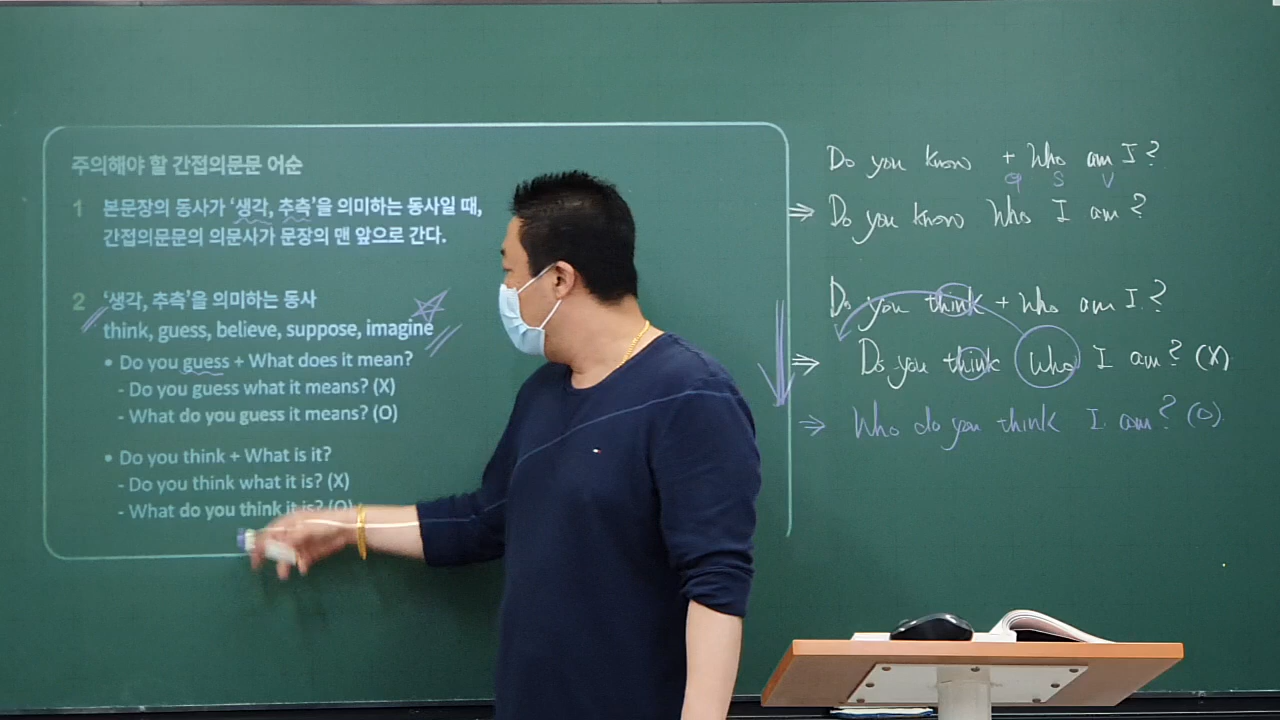 주의해야 할 간접의문문 어순
1 본문장의 동사가 '생각, 추측'을 의미하는 동사일 때,
간접의문문의 의문사가 문장의 맨 앞으로 간다.
2 '생각, 추측'을 의미하는 동사
think, guess, believe, suppose, imagine
• Do you guess + What does it mean?
- Do you guess what it means? (X)
- What do you guess it means? (O)
• Do you think + What is it?
- Do you think what it is? (X)
- What do you think it is? (O)
Do you know + Who am I?
S V
⇒ Do you know Who I am?
Do you think + Who am I?
⇒ Do you think Who I am? (X)
⇒ Who do you think I am? (O)